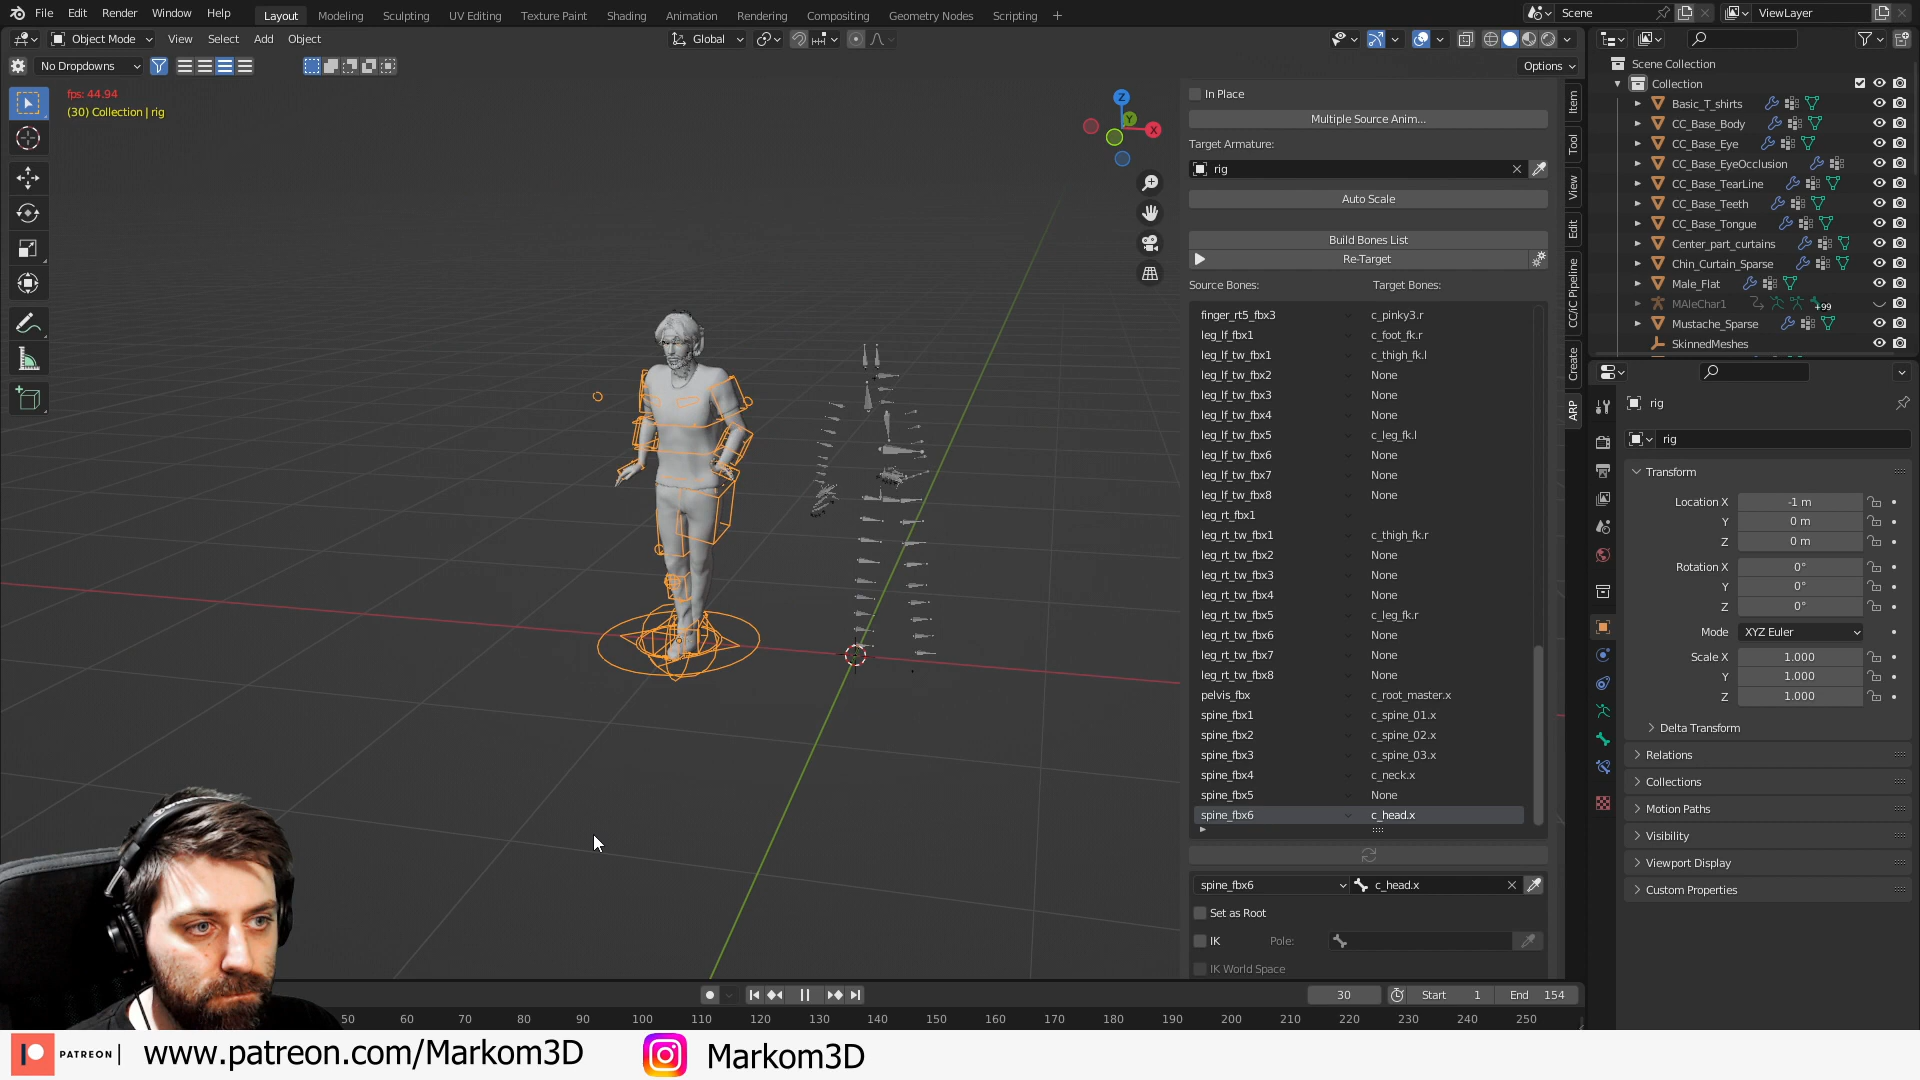 File Edit Render Window Help Layout Modeling Sculpting UV Editing Texture Paint Shading Animation Rendering Compositing Geometry Nodes Scripting + Scene ViewLayer
Object Mode View Select Add Object Global
No Dropdowns Options
fps: 44.94
(30) Collection | rig
Z
Y
X
In Place
Multiple Source Anim...
Target Armature:
rig
Auto Scale
Build Bones List
Re-Target
Source Bones: Target Bones:
finger_rt5_fbx3 c_pinky3.r
leg_lf_fbx1 c_foot_fk.r
leg_lf_tw_fbx1 c_thigh_fk.l
leg_lf_tw_fbx2 None
leg_lf_tw_fbx3 None
leg_lf_tw_fbx4 None
leg_lf_tw_fbx5 c_leg_fk.l
leg_lf_tw_fbx6 None
leg_lf_tw_fbx7 None
leg_lf_tw_fbx8 None
leg_rt_fbx1
leg_rt_tw_fbx1 c_thigh_fk.r
leg_rt_tw_fbx2 None
leg_rt_tw_fbx3 None
leg_rt_tw_fbx4 None
leg_rt_tw_fbx5 c_leg_fk.r
leg_rt_tw_fbx6 None
leg_rt_tw_fbx7 None
leg_rt_tw_fbx8 None
pelvis_fbx c_root_master.x
spine_fbx1 c_spine_01.x
spine_fbx2 c_spine_02.x
spine_fbx3 c_spine_03.x
spine_fbx4 c_neck.x
spine_fbx5 None
spine_fbx6 c_head.x
spine_fbx6 c_head.x
Set as Root
IK Pole:
IK World Space
Item
Tool
View
Edit
CC/iC Pipeline
Create
ARP
Scene Collection
Collection
Basic_T_shirts
CC_Base_Body
CC_Base_Eye
CC_Base_EyeOcclusion
CC_Base_TearLine
CC_Base_Teeth
CC_Base_Tongue
Center_part_curtains
Chin_Curtain_Sparse
Male_Flat
MAleChar1 +99
Mustache_Sparse
SkinnedMeshes
rig
rig
Transform
Location X -1 m
Y 0 m
Z 0 m
Rotation X 0°
Y 0°
Z 0°
Mode XYZ Euler
Scale X 1.000
Y 1.000
Z 1.000
Delta Transform
Relations
Collections
Motion Paths
Visibility
Viewport Display
Custom Properties
30 Start 1 End 154
50 60 70 80 90 100 110 120 130 140 150 160 170 180 190 200 210 220 230 240 250
PATREON | www.patreon.com/Markom3D Markom3D